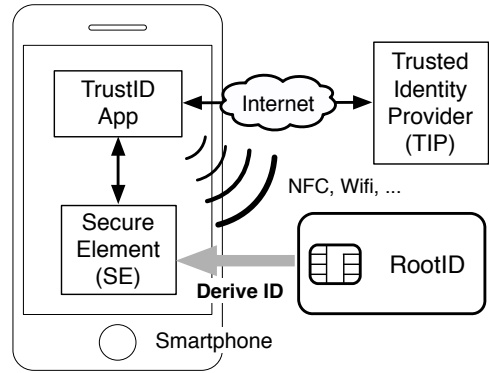 TrustID
App
Internet
Trusted
Identity
Provider
(TIP)
NFC, Wifi, ...
Secure
Element
(SE)
RootID
Derive ID
Smartphone